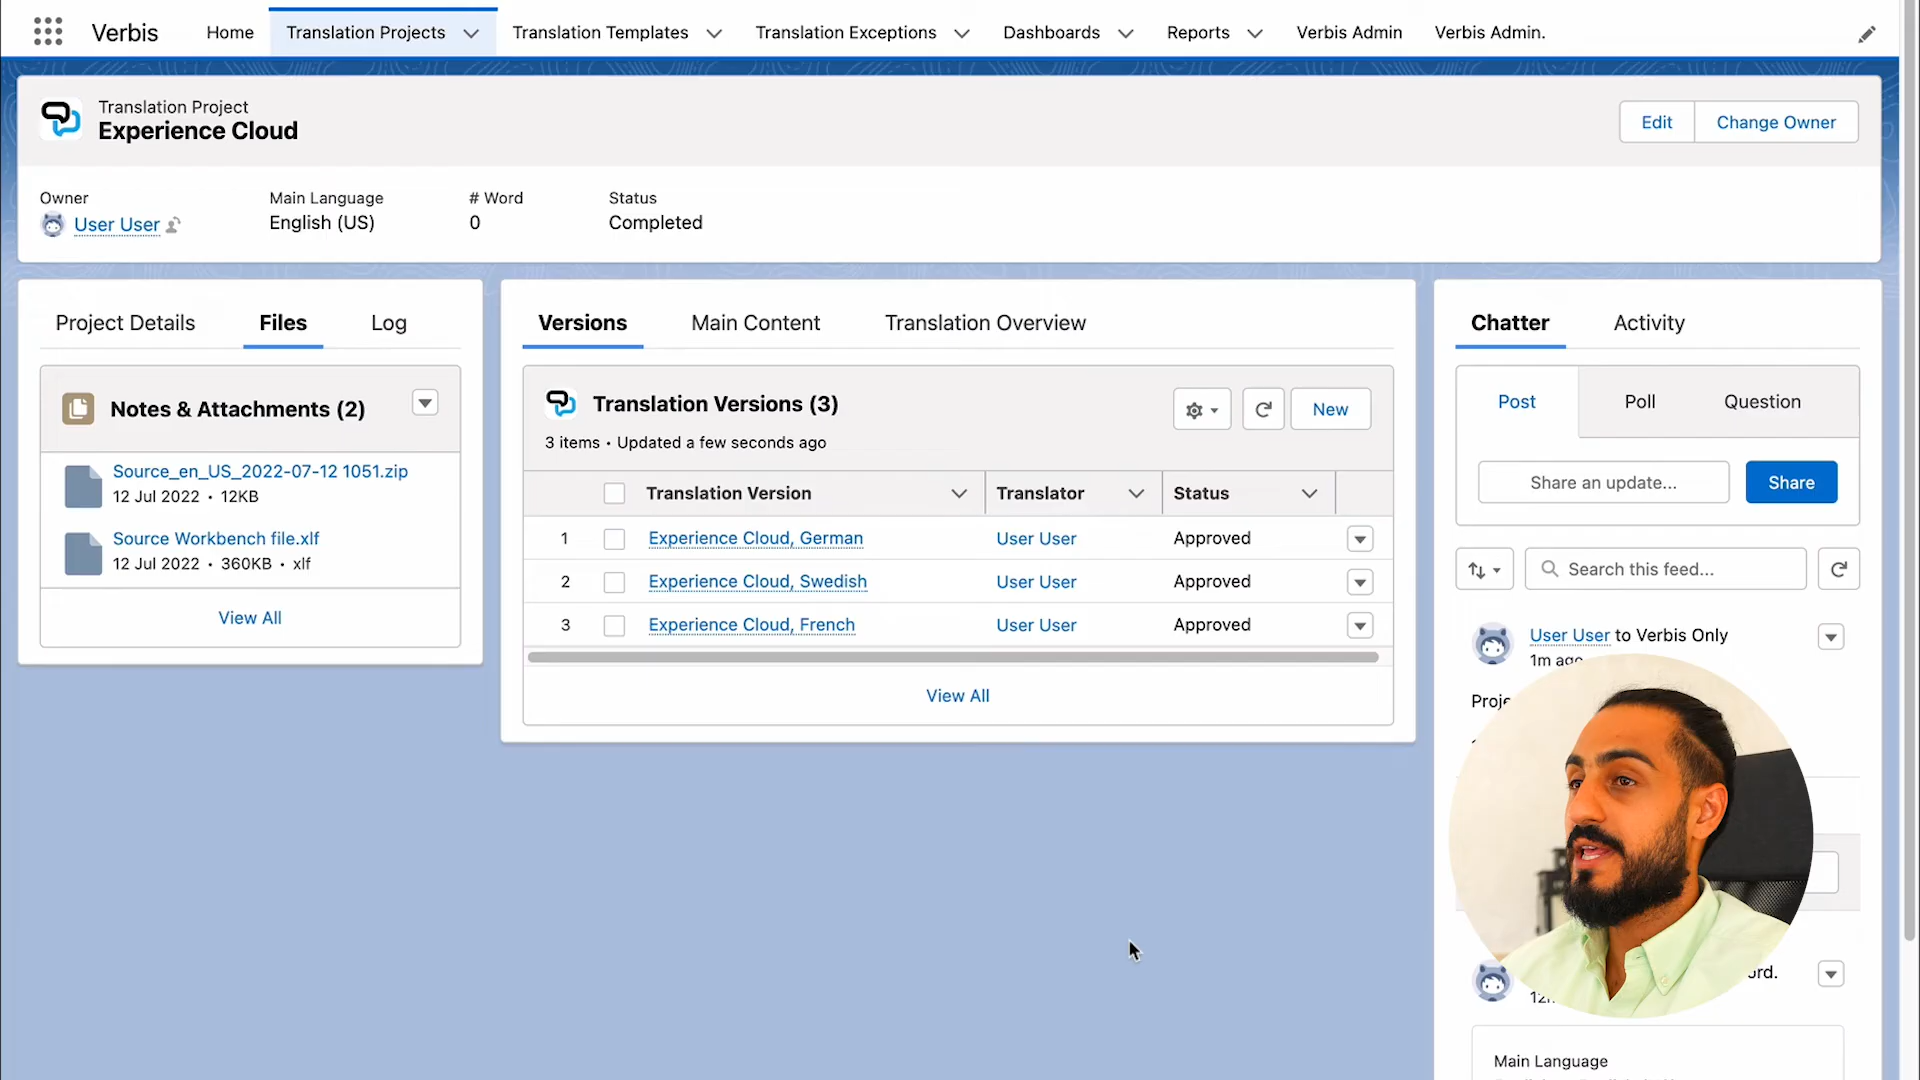 Verbis
Home
Translation Projects
Translation Templates
Translation Exceptions
Dashboards
Reports
Verbis Admin
Verbis Admin.
Translation Project
Experience Cloud
Edit
Change Owner
Owner
User User
Main Language
English (US)
# Word
0
Status
Completed
Project Details
Files
Log
Notes & Attachments (2)
Source_en_US_2022-07-12 1051.zip
12 Jul 2022 • 12KB
Source Workbench file.xlf
12 Jul 2022 • 360KB • xlf
View All
Versions
Main Content
Translation Overview
Translation Versions (3)
3 items • Updated a few seconds ago
New
Translation Version
Translator
Status
1 Experience Cloud, German User User Approved
2 Experience Cloud, Swedish User User Approved
3 Experience Cloud, French User User Approved
View All
Chatter
Activity
Post
Poll
Question
Share an update...
Share
Search this feed...
User User to Verbis Only
1m ago
Main Language